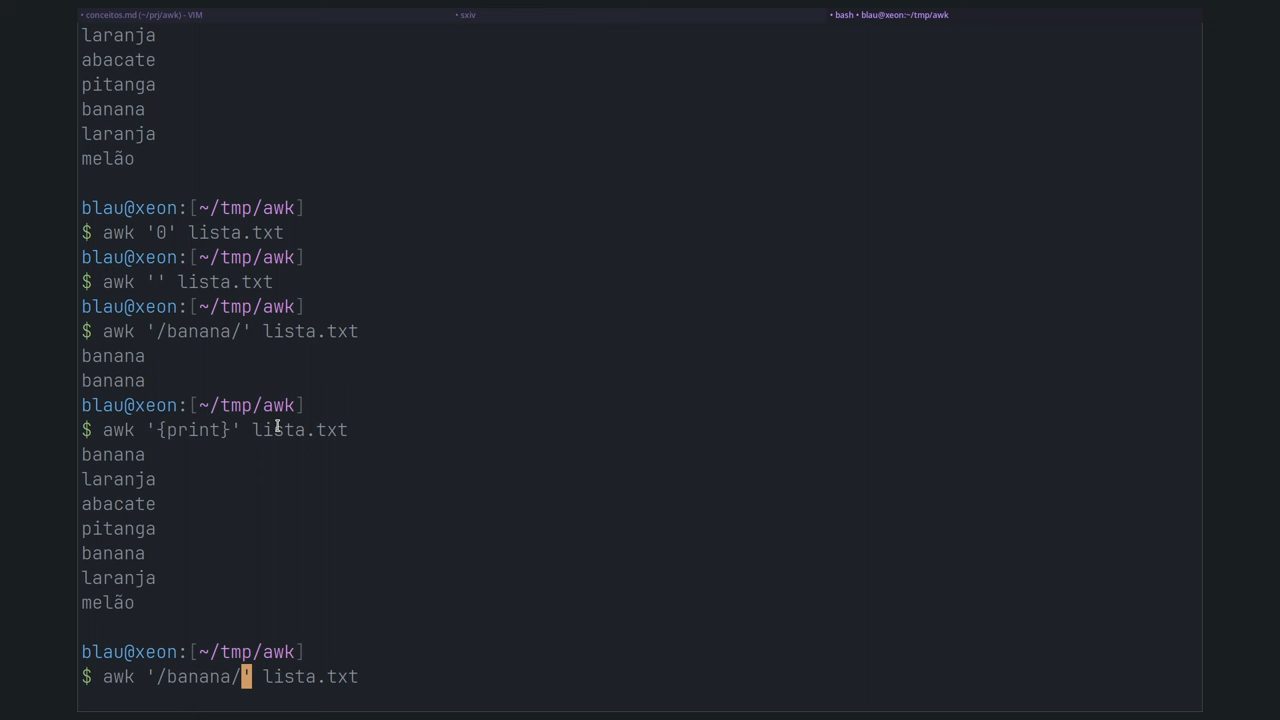 • conceitos.md (~/prj/awk) - VIM • sxiv • bash • blau@xeon:~/tmp/awk
laranja
abacate
pitanga
banana
laranja
melão
blau@xeon:[~/tmp/awk]
$ awk '0' lista.txt
blau@xeon:[~/tmp/awk]
$ awk '' lista.txt
blau@xeon:[~/tmp/awk]
$ awk '/banana/' lista.txt
banana
banana
blau@xeon:[~/tmp/awk]
$ awk '{print}' lista.txt
banana
laranja
abacate
pitanga
banana
laranja
melão
blau@xeon:[~/tmp/awk]
$ awk '/banana/' lista.txt